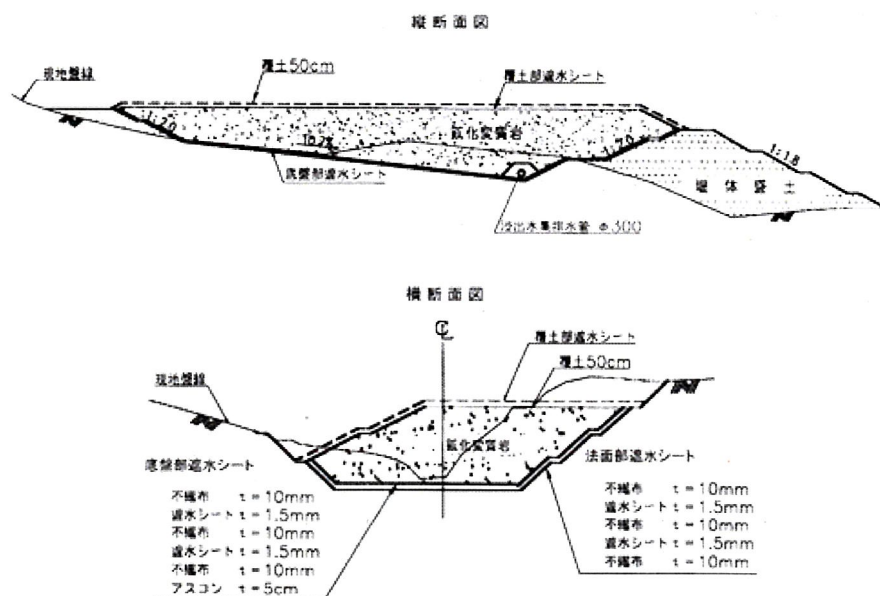 縦断面図
現地盤線
覆土50cm
覆土部遮水シート
鉱化変質岩
1:2.0
1:2.0
1:1.8
底盤部遮水シート
堤体盛土
浸出水集排水管 φ300
横断面図
℄
覆土部遮水シート
覆土50cm
現地盤線
鉱化変質岩
底盤部遮水シート
不織布 t=10mm
遮水シート t=1.5mm
不織布 t=10mm
遮水シート t=1.5mm
不織布 t=10mm
アスコン t=5cm
法面部遮水シート
不織布 t=10mm
遮水シート t=1.5mm
不織布 t=10mm
遮水シート t=1.5mm
不織布 t=10mm